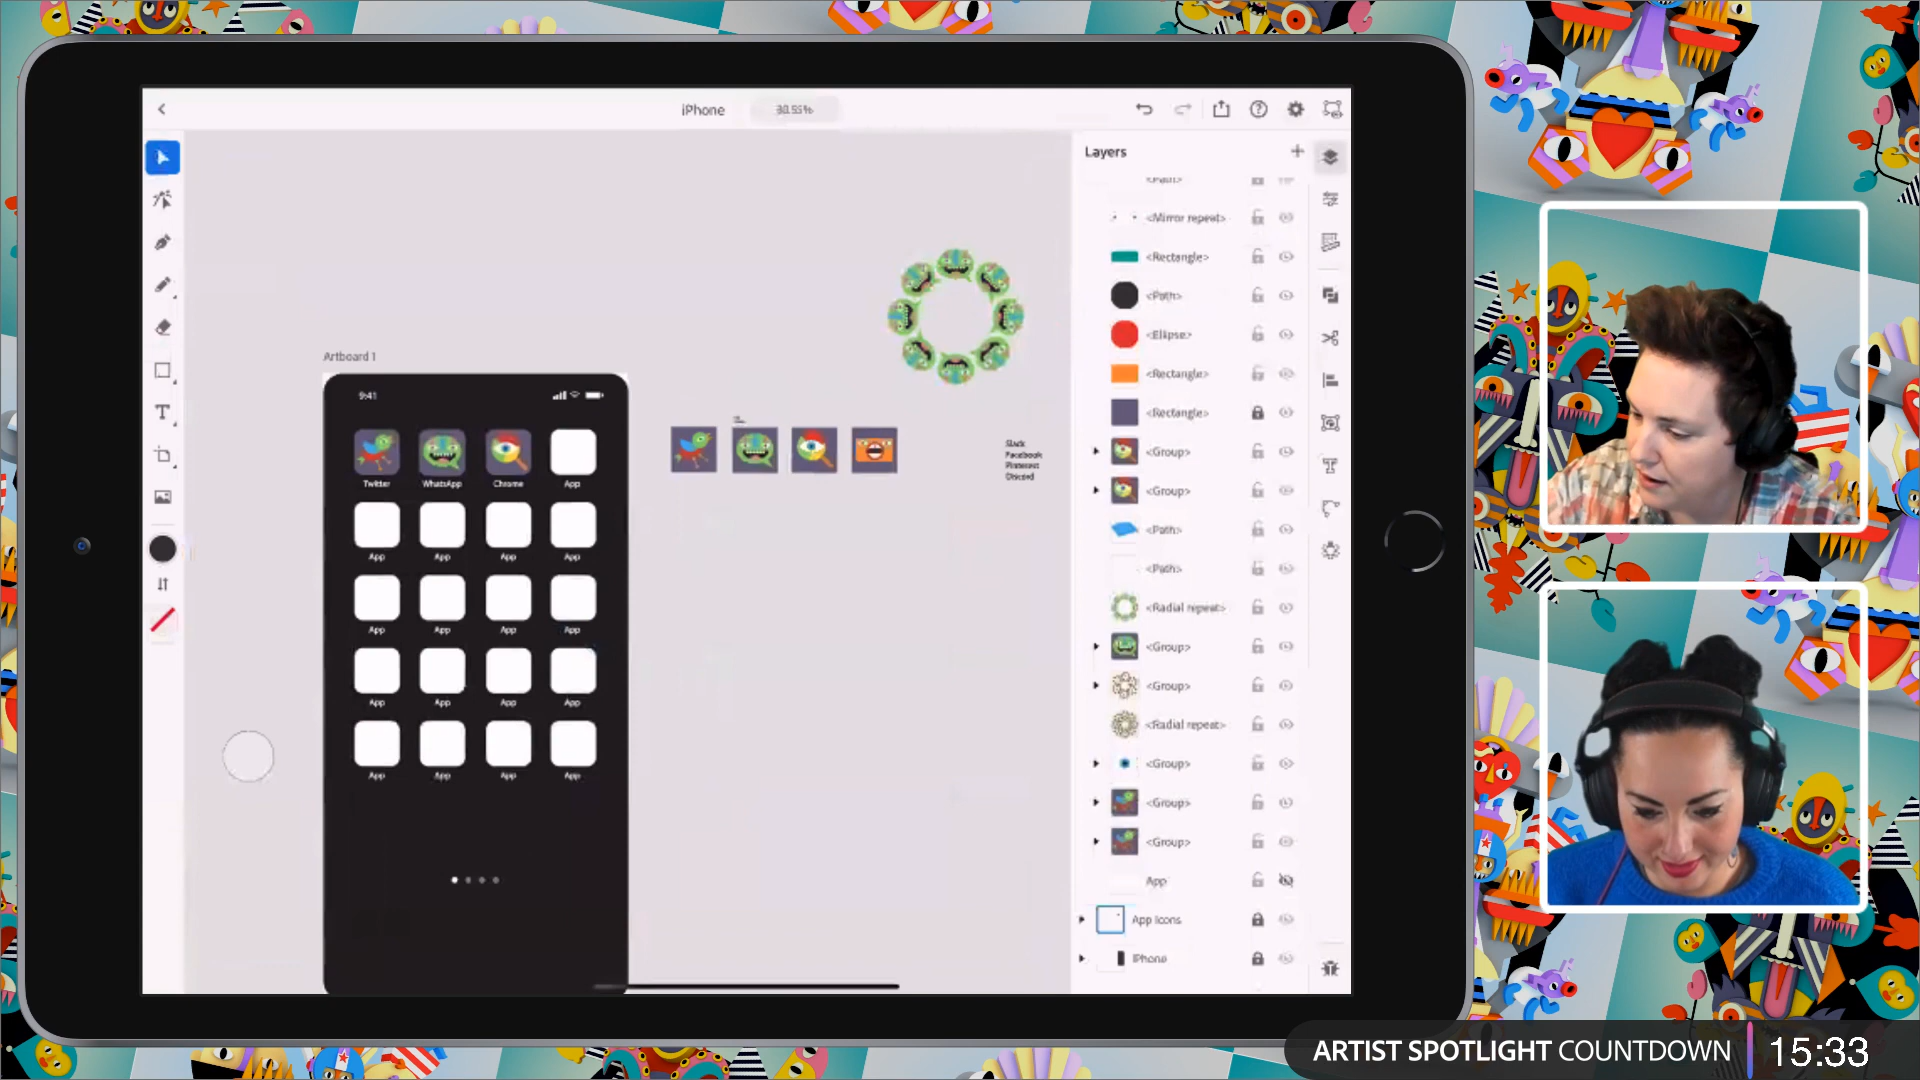 iPhone
30.55%
Layers
<Path>
<Mirror repeat>
<Rectangle>
<Path>
<Ellipse>
<Rectangle>
<Rectangle>
<Group>
<Group>
<Path>
<Path>
<Radial repeat>
<Group>
<Group>
<Radial repeat>
<Group>
<Group>
<Group>
App
App Icons
iPhone
Artboard 1
9:41
Twitter WhatsApp Chrome App
App App App App
App App App App
App App App App
App App App App
Slack
Facebook
Pinterest
Discord
ARTIST SPOTLIGHT COUNTDOWN 15:33